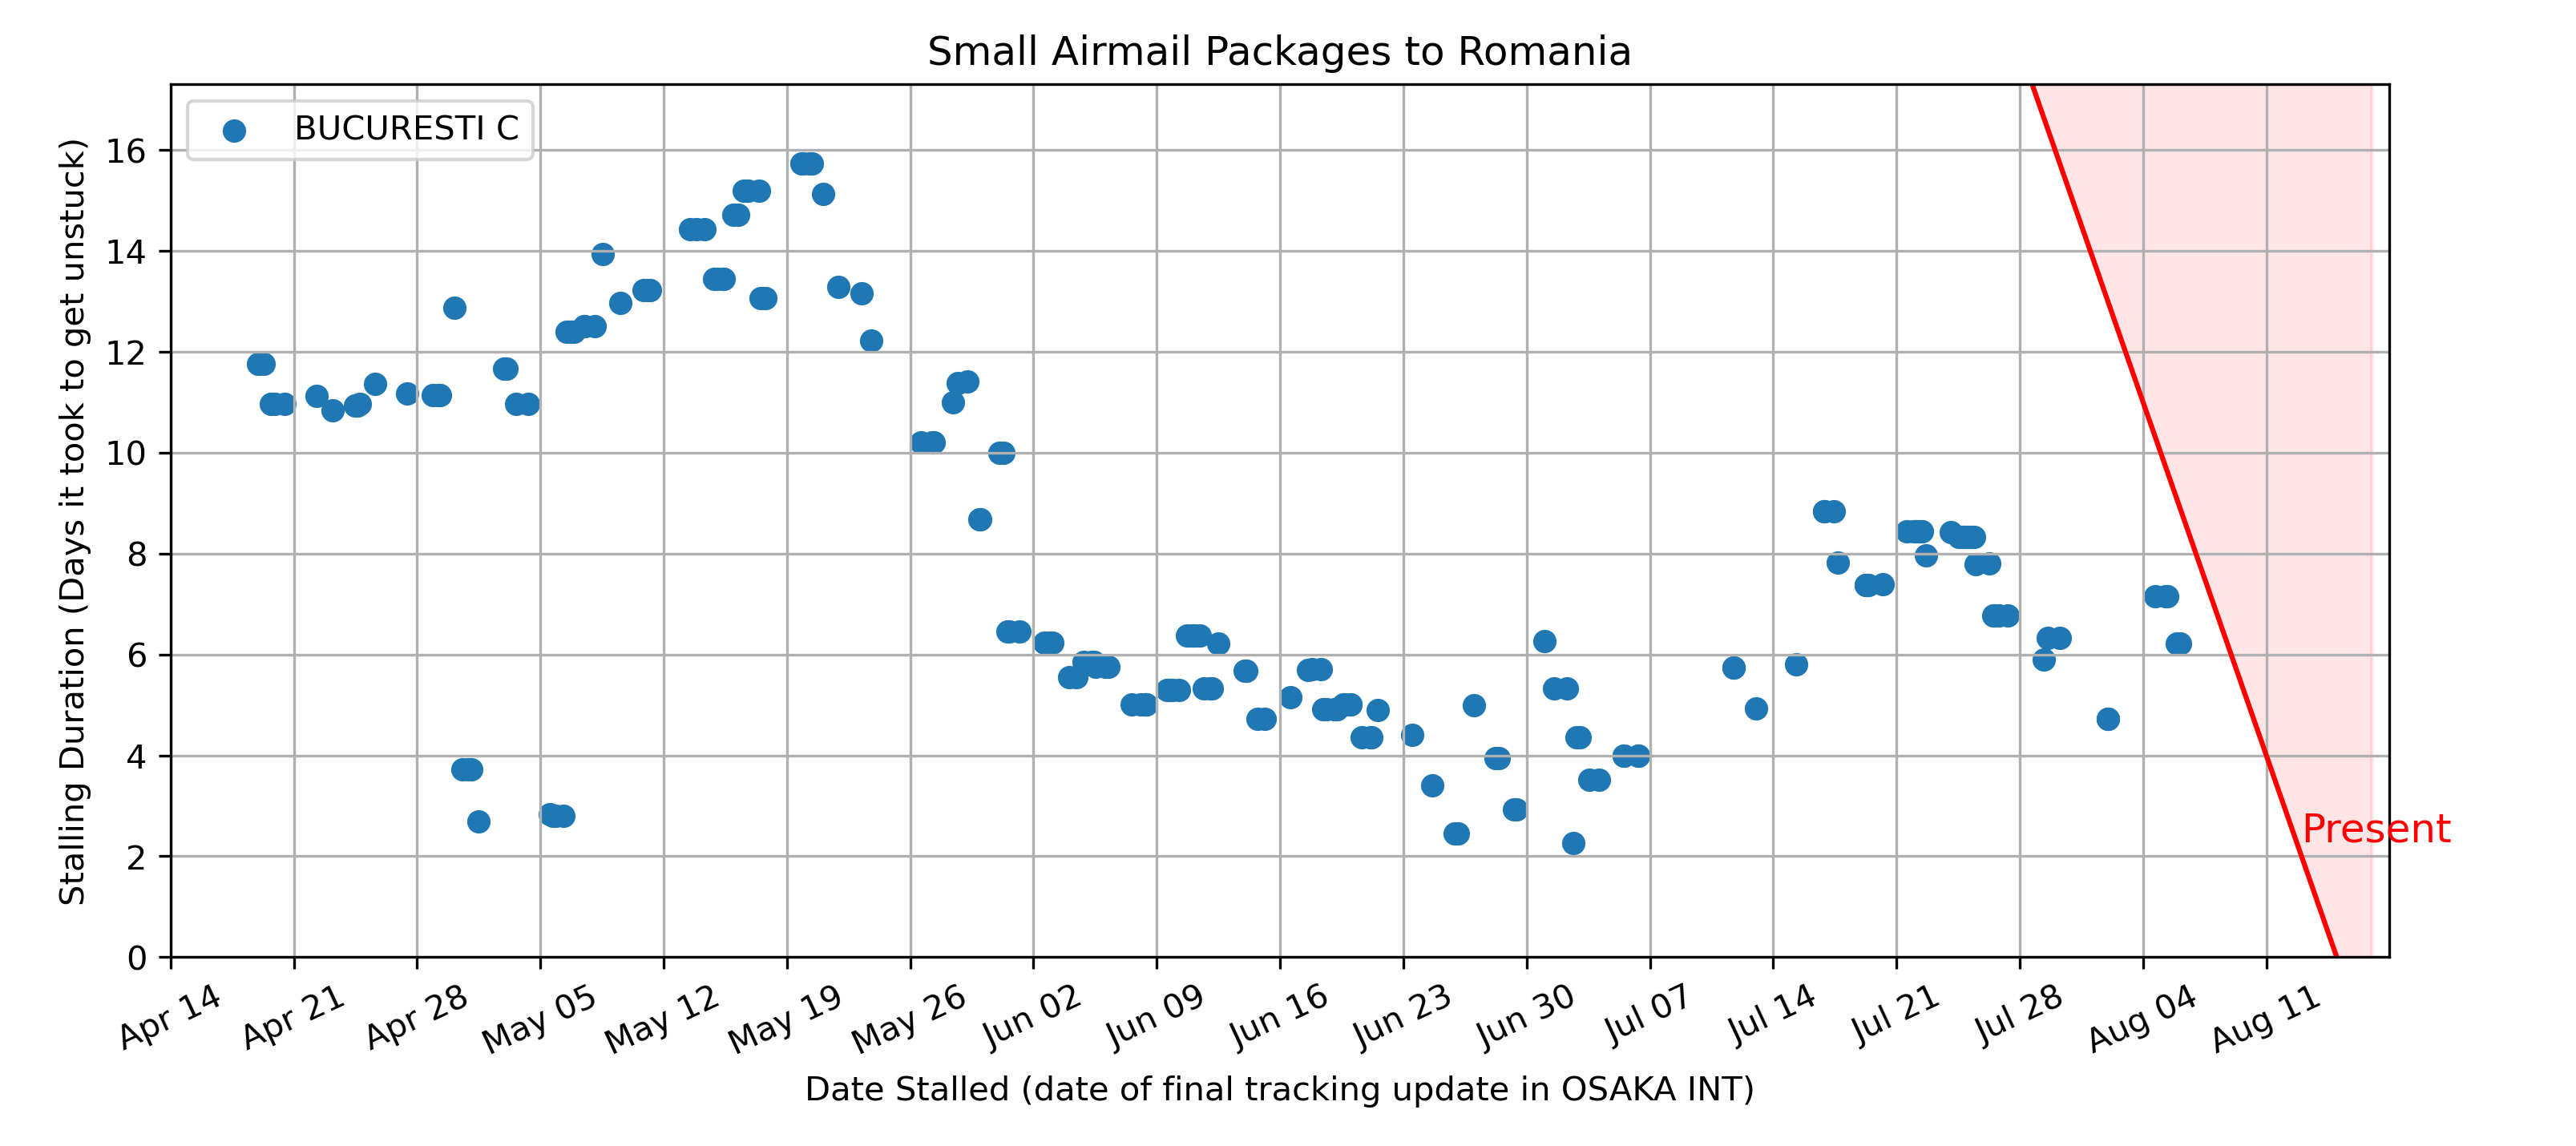 Small Airmail Packages to Romania
BUCURESTI C
Stalling Duration (Days it took to get unstuck)
16
14
12
10
8
6
4
2
0
Present
Apr 14
Apr 21
Apr 28
May 05
May 12
May 19
May 26
Jun 02
Jun 09
Jun 16
Jun 23
Jun 30
Jul 07
Jul 14
Jul 21
Jul 28
Aug 04
Aug 11
Date Stalled (date of final tracking update in OSAKA INT)